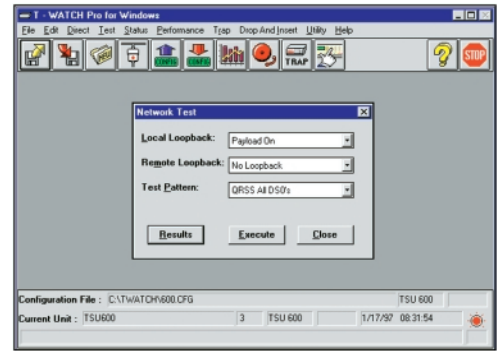 T - WATCH Pro for Windows
File Edit Direct Test Status Performance Trap Drop And Insert Utility Help
NEW CONFIG CONFIG TRAP ? STOP
Network Test
Local Loopback: Payload On
Remote Loopback: No Loopback
Test Pattern: QRSS All DS0's
Results Execute Close
Configuration File : C:\TWATCH\600.CFG TSU 600
Current Unit : TSU600 3 TSU 600 1/17/97 08:31:54